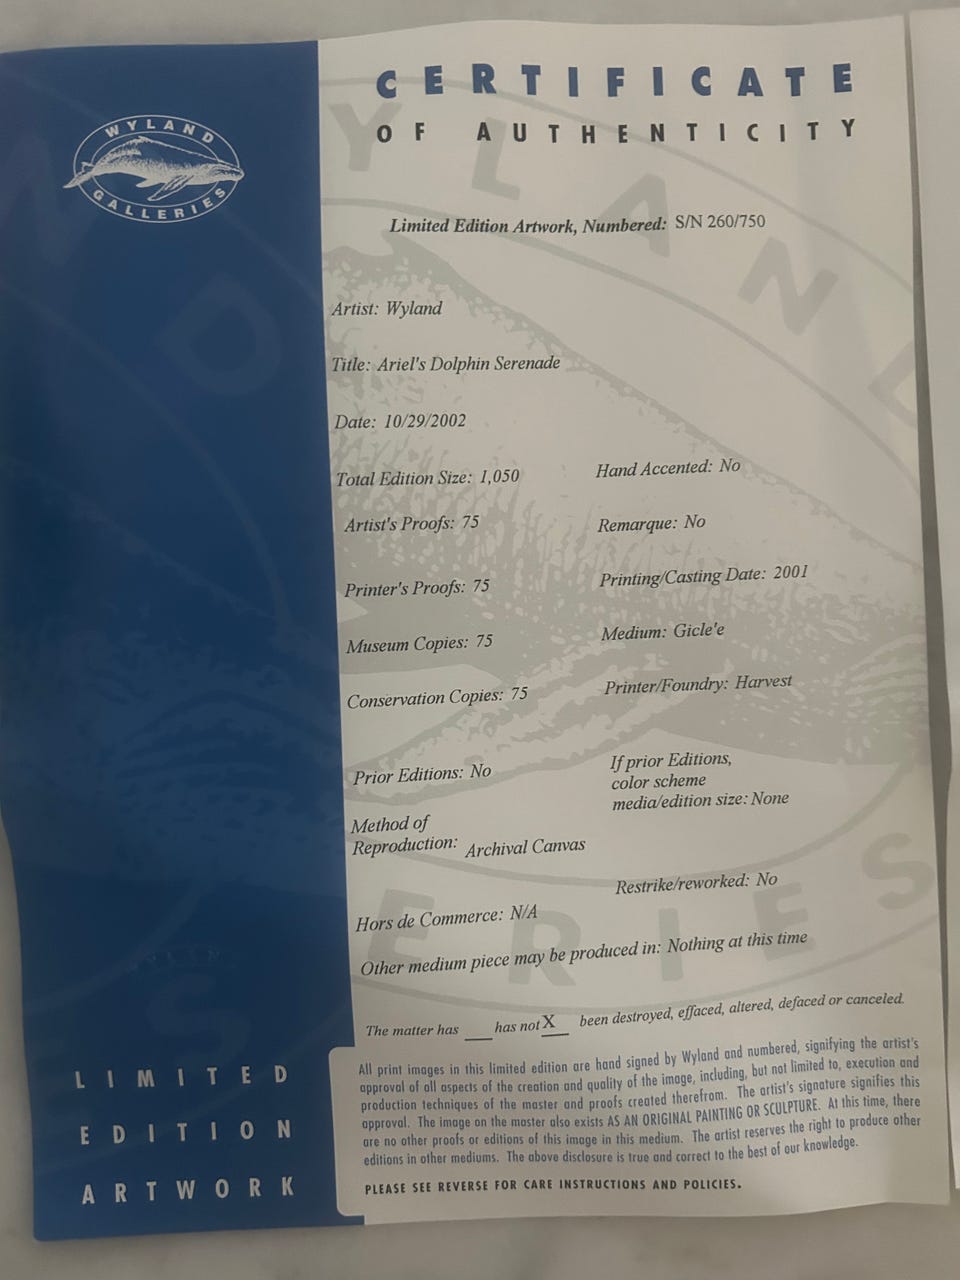 WYLAND
GALLERIES
CERTIFICATE
OF AUTHENTICITY
Limited Edition Artwork, Numbered: S/N 260/750
Artist: Wyland
Title: Ariel's Dolphin Serenade
Date: 10/29/2002
Total Edition Size: 1,050
Hand Accented: No
Artist's Proofs: 75
Remarque: No
Printer's Proofs: 75
Printing/Casting Date: 2001
Museum Copies: 75
Medium: Gicle'e
Conservation Copies: 75
Printer/Foundry: Harvest
Prior Editions: No
If prior Editions,
color scheme
media/edition size: None
Method of
Reproduction: Archival Canvas
Restrike/reworked: No
Hors de Commerce: N/A
Other medium piece may be produced in: Nothing at this time
The matter has ___ has not X been destroyed, effaced, altered, defaced or canceled.
All print images in this limited edition are hand signed by Wyland and numbered, signifying the artist's
approval of all aspects of the creation and quality of the image, including, but not limited to, execution and
production techniques of the master and proofs created therefrom. The artist's signature signifies this
approval. The image on the master also exists AS AN ORIGINAL PAINTING OR SCULPTURE. At this time, there
are no other proofs or editions of this image in this medium. The artist reserves the right to produce other
editions in other mediums. The above disclosure is true and correct to the best of our knowledge.
PLEASE SEE REVERSE FOR CARE INSTRUCTIONS AND POLICIES.
LIMITED
EDITION
ARTWORK